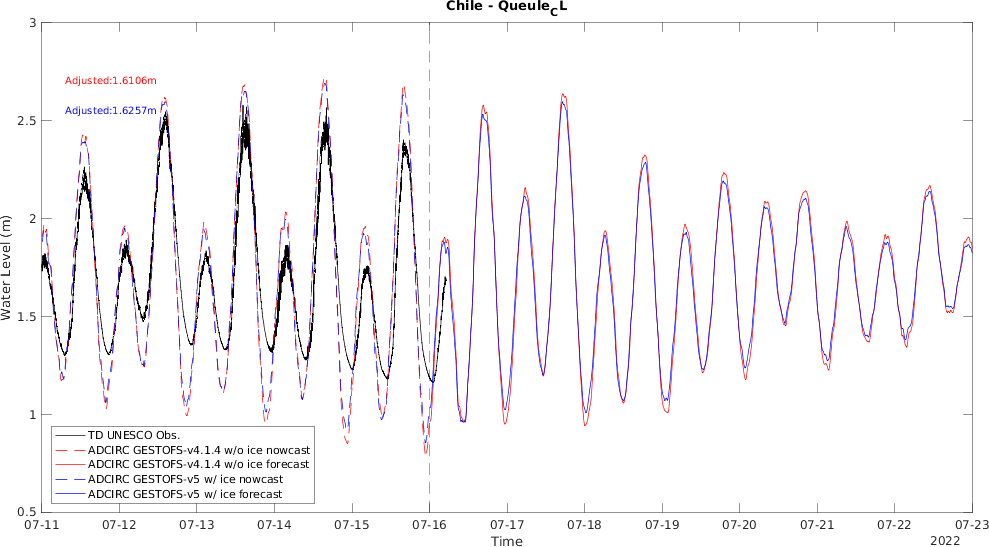 Chile - Queule_CL
3
2.5
2
1.5
1
0.5
Water Level (m)
Adjusted:1.6106m
Adjusted:1.6257m
TD UNESCO Obs.
ADCIRC GESTOFS-v4.1.4 w/o ice nowcast
ADCIRC GESTOFS-v4.1.4 w/o ice forecast
ADCIRC GESTOFS-v5 w/ ice nowcast
ADCIRC GESTOFS-v5 w/ ice forecast
07-11 07-12 07-13 07-14 07-15 07-16 07-17 07-18 07-19 07-20 07-21 07-22 07-23
Time
2022